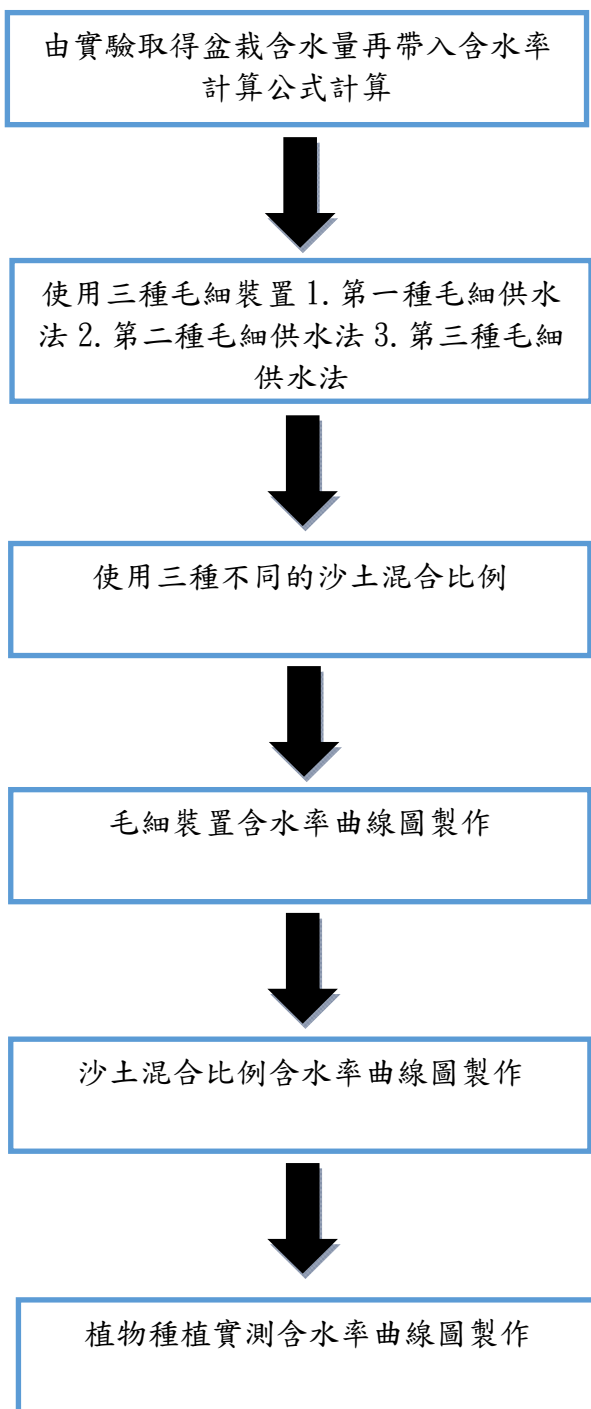 由實驗取得盆栽含水量再帶入含水率
計算公式計算
使用三種毛細裝置 1. 第一種毛細供水
法 2. 第二種毛細供水法 3. 第三種毛細
供水法
使用三種不同的沙土混合比例
毛細裝置含水率曲線圖製作
沙土混合比例含水率曲線圖製作
植物種植實測含水率曲線圖製作